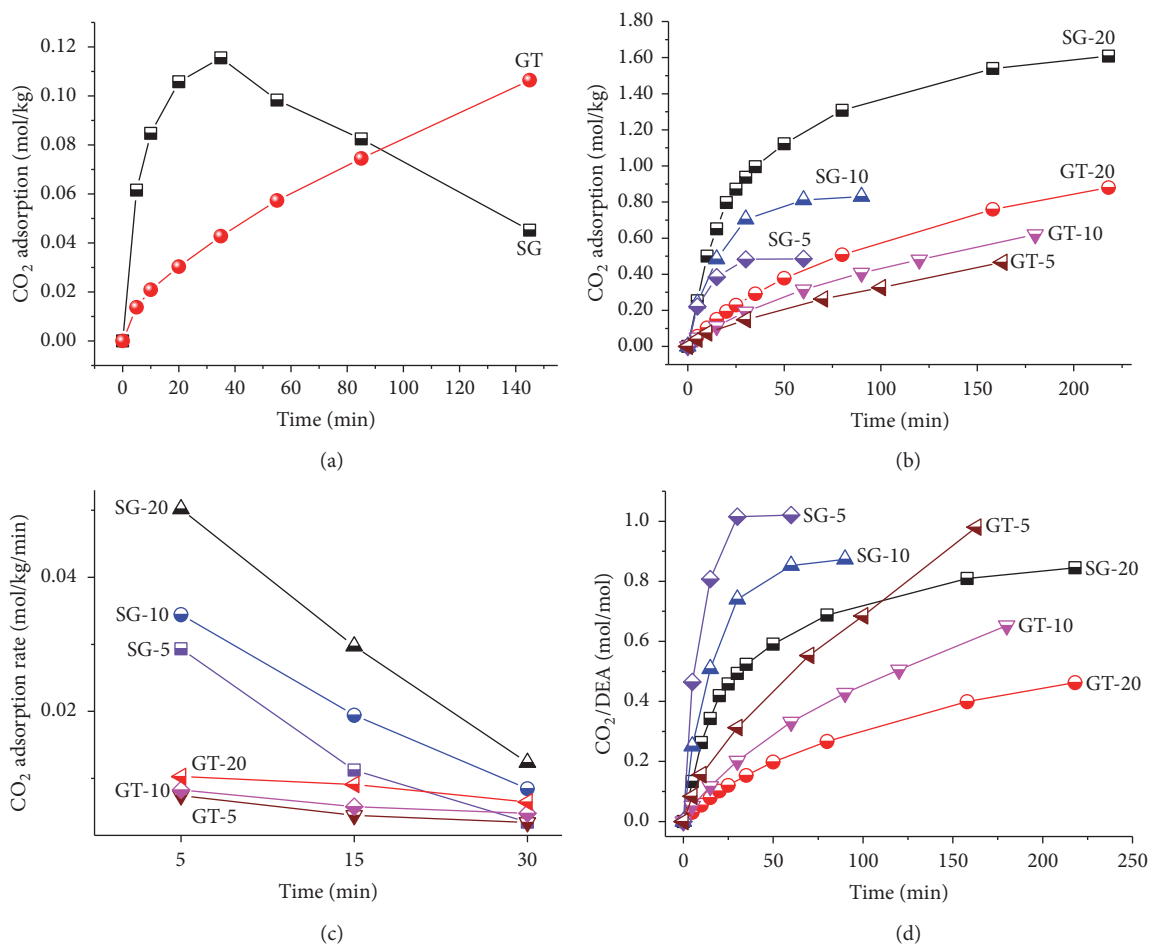 CO₂ adsorption (mol/kg)
0.12
0.10
0.08
0.06
0.04
0.02
0.00
GT
SG
0 20 40 60 80 100 120 140
Time (min)
(a)
CO₂ adsorption (mol/kg)
1.80
1.60
1.40
1.20
1.00
0.80
0.60
0.40
0.20
0.00
SG-20
SG-10
GT-20
SG-5
GT-10
GT-5
0 50 100 150 200
Time (min)
(b)
CO₂ adsorption rate (mol/kg/min)
0.04
0.02
SG-20
SG-10
SG-5
GT-20
GT-10
GT-5
5 15 30
Time (min)
(c)
CO₂/DEA (mol/mol)
1.0
0.8
0.6
0.4
0.2
0.0
SG-5
GT-5
SG-10
SG-20
GT-10
GT-20
0 50 100 150 200 250
Time (min)
(d)